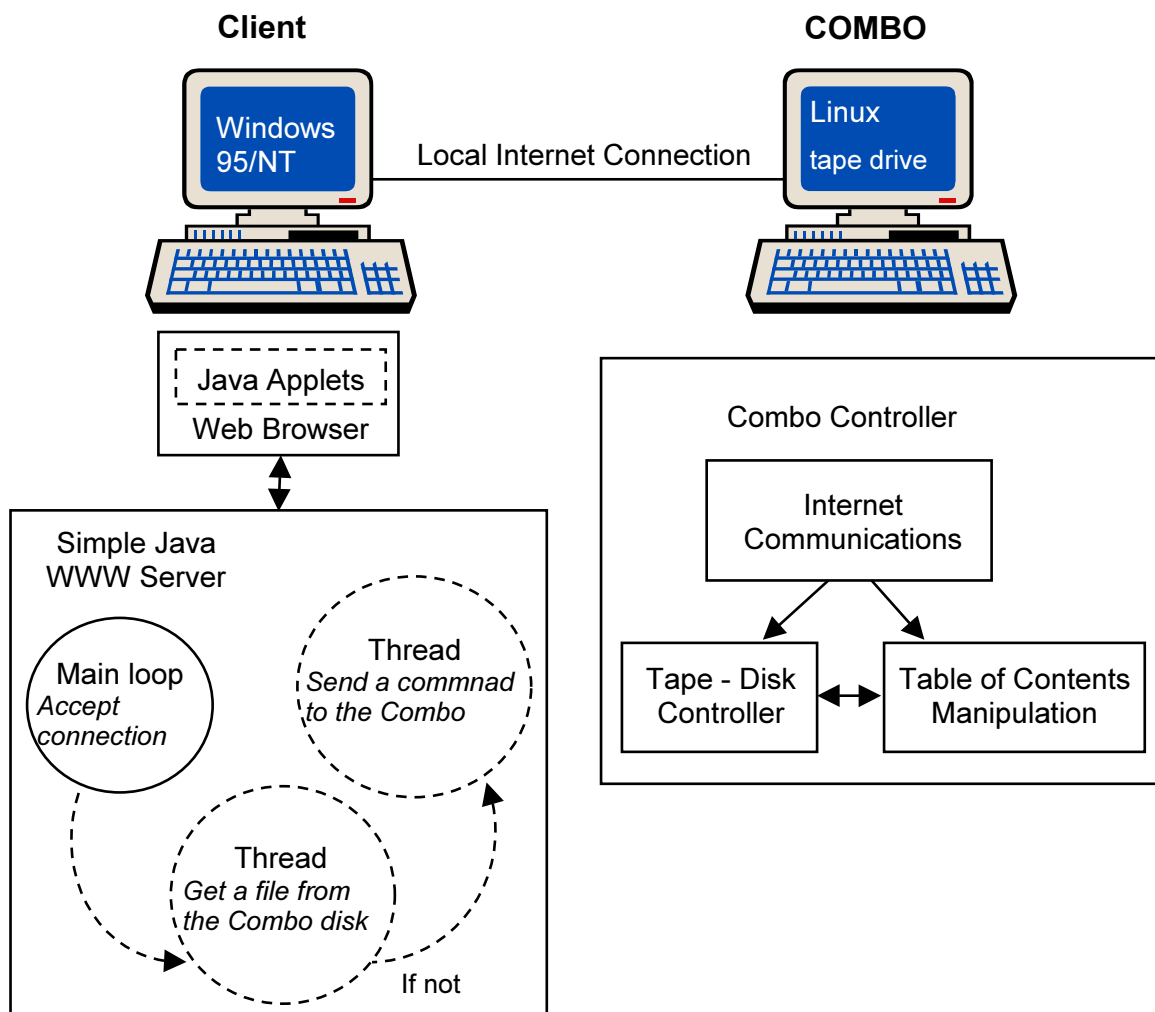 Client
COMBO
Windows
95/NT
Local Internet Connection
Linux
tape drive
Java Applets
Web Browser
Simple Java
WWW Server
Main loop
Accept
connection
Thread
Send a commnad
to the Combo
Thread
Get a file from
the Combo disk
If not
Combo Controller
Internet
Communications
Tape - Disk
Controller
Table of Contents
Manipulation